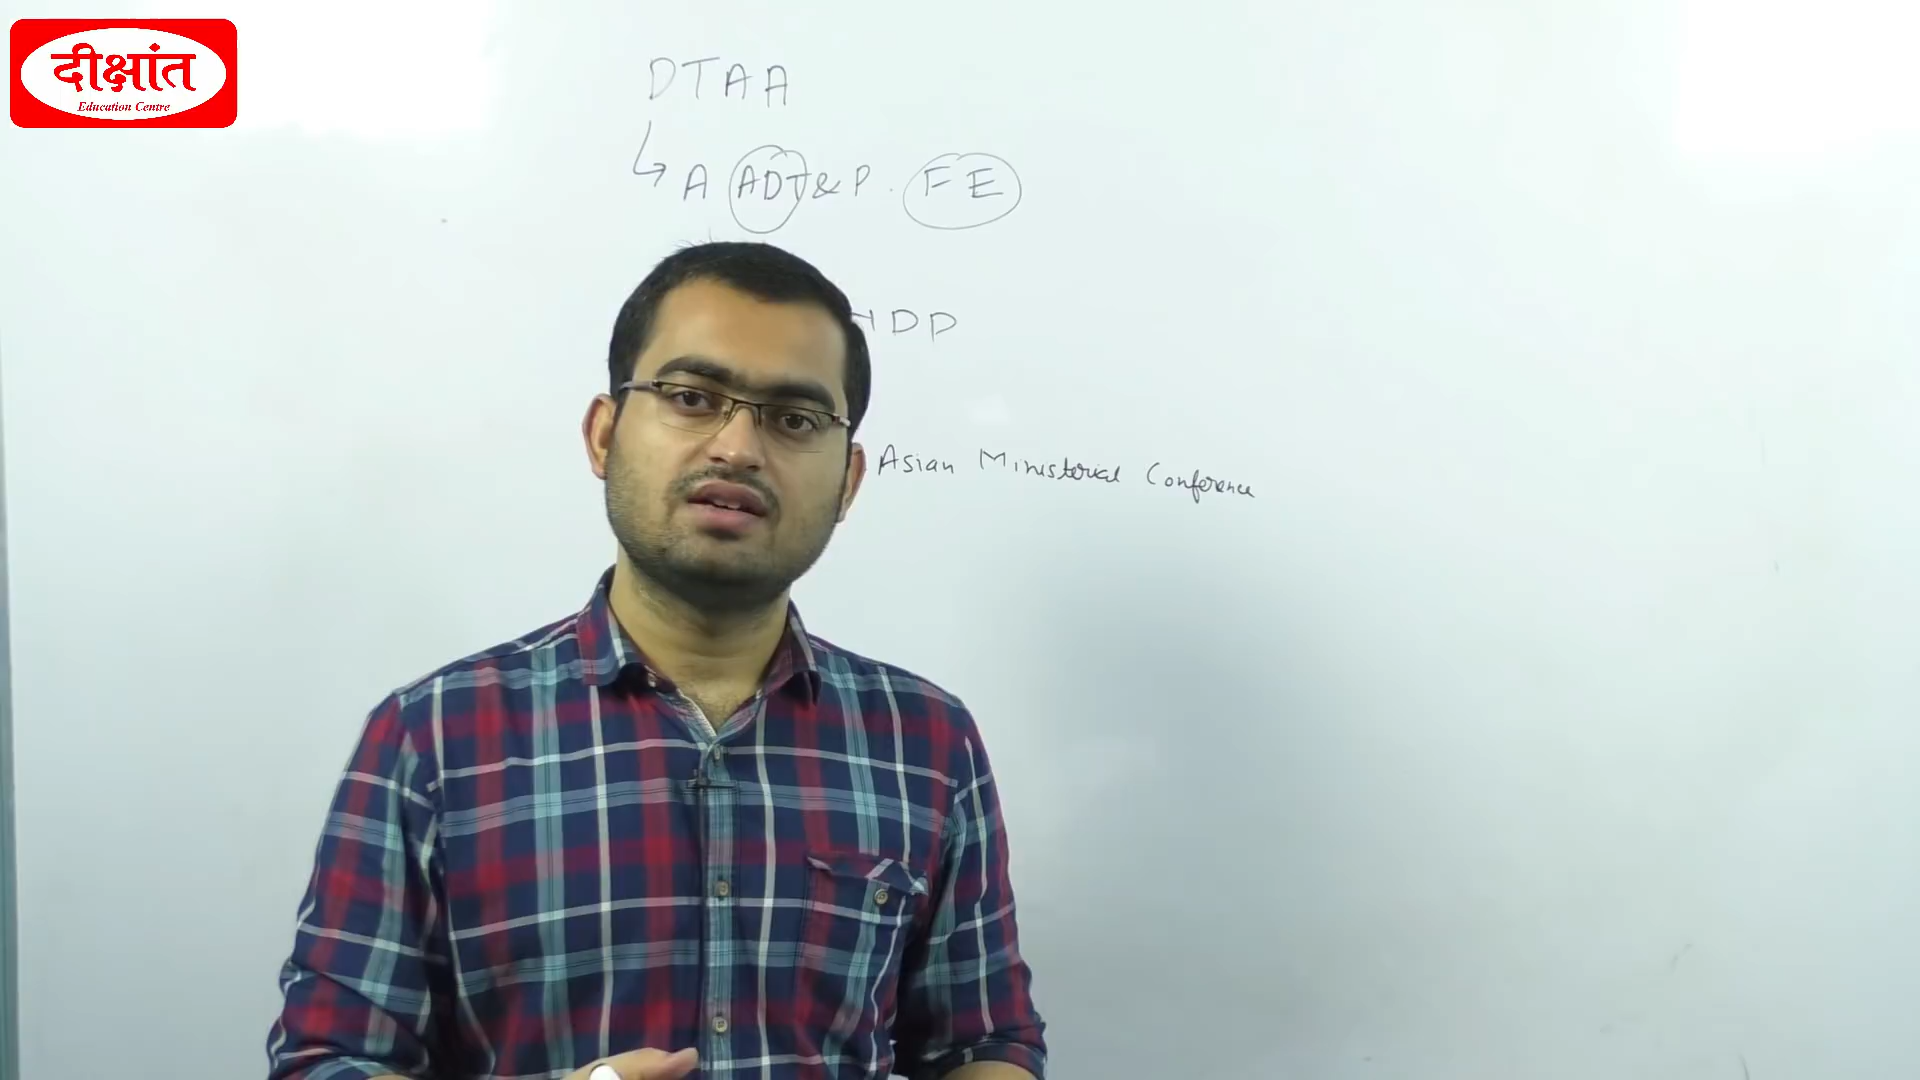 दीक्षांत
Education Centre
DTAA
A ADT & P. FE
HDP
Asian Ministerial Conference